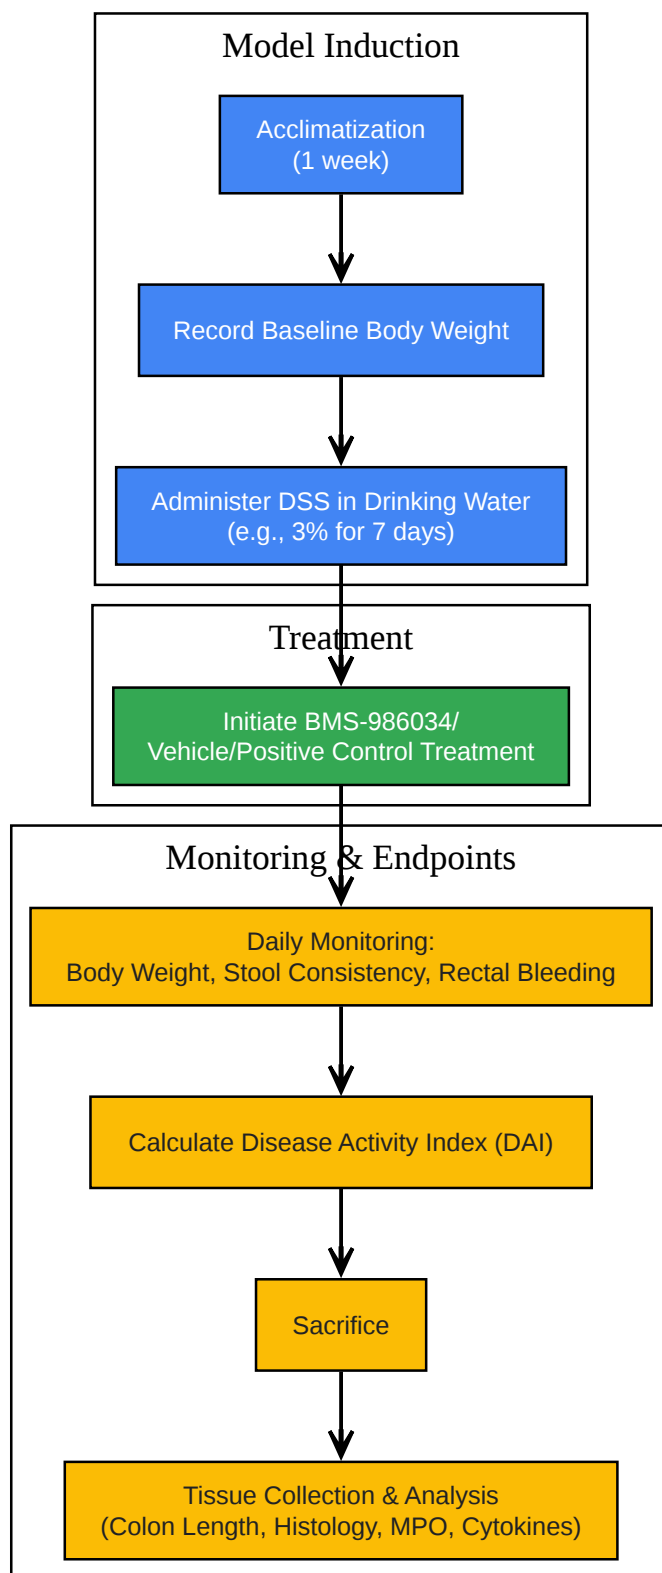 Model Induction
Acclimatization
(1 week)
Record Baseline Body Weight
Administer DSS in Drinking Water
(e.g., 3% for 7 days)
Treatment
Initiate BMS-986034/
Vehicle/Positive Control Treatment
Monitoring & Endpoints
Daily Monitoring:
Body Weight, Stool Consistency, Rectal Bleeding
Calculate Disease Activity Index (DAI)
Sacrifice
Tissue Collection & Analysis
(Colon Length, Histology, MPO, Cytokines)